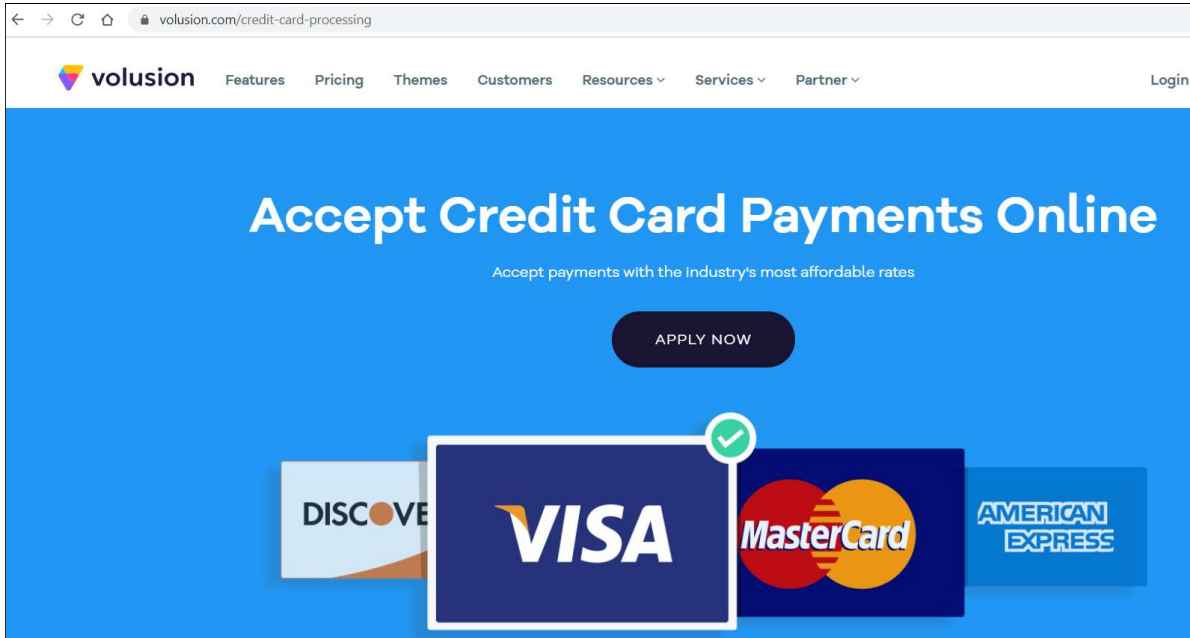 volusion.com/credit-card-processing
volusion Features Pricing Themes Customers Resources Services Partner Login
Accept Credit Card Payments Online
Accept payments with the industry's most affordable rates
APPLY NOW
DISCOVE VISA MasterCard AMERICAN
EXPRESS